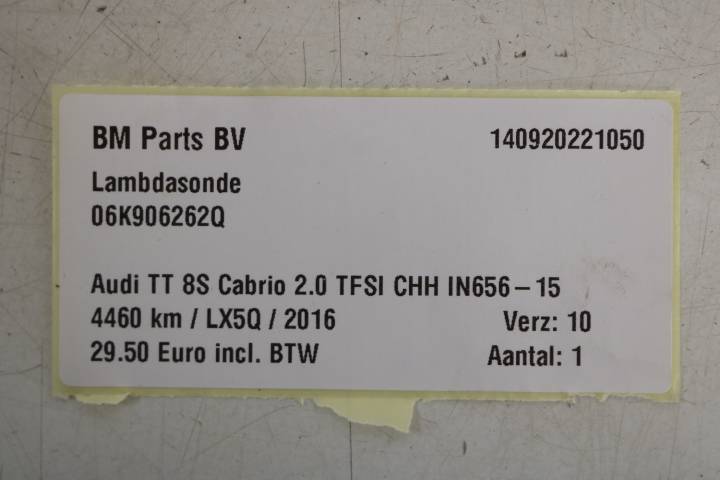 BM Parts BV 140920221050
Lambdasonde
06K906262Q
Audi TT 8S Cabrio 2.0 TFSI CHH IN656-15
4460 km / LX5Q / 2016 Verz: 10
29.50 Euro incl. BTW Aantal: 1